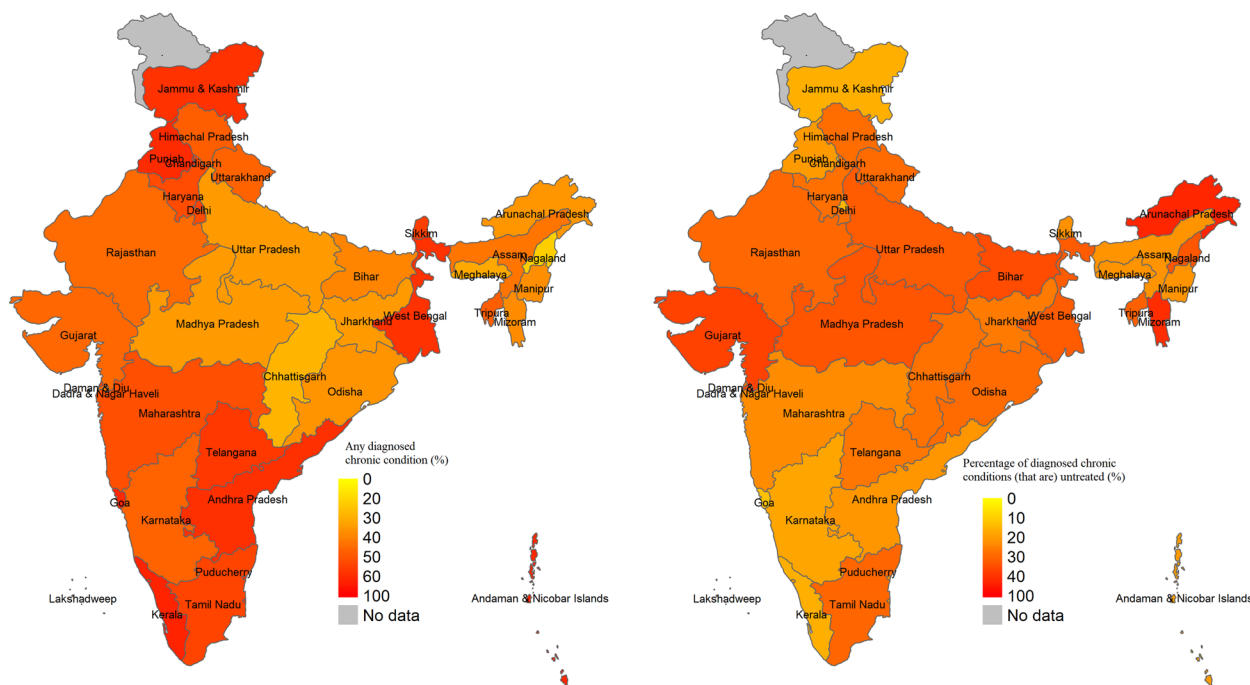 Jammu & Kashmir
Himachal Pradesh
Punjab
Chandigarh
Uttarakhand
Haryana
Delhi
Rajasthan
Uttar Pradesh
Bihar
Sikkim
Arunachal Pradesh
Assam
Nagaland
Meghalaya
Manipur
Tripura
Mizoram
West Bengal
Jharkhand
Madhya Pradesh
Gujarat
Daman & Diu
Dadra & Nagar Haveli
Chhattisgarh
Odisha
Maharashtra
Telangana
Andhra Pradesh
Goa
Karnataka
Puducherry
Tamil Nadu
Kerala
Lakshadweep
Andaman & Nicobar Islands
Any diagnosed
chronic condition (%)
0
20
30
40
50
60
100
No data
Jammu & Kashmir
Himachal Pradesh
Punjab
Chandigarh
Uttarakhand
Haryana
Delhi
Rajasthan
Uttar Pradesh
Bihar
Sikkim
Arunachal Pradesh
Assam
Nagaland
Meghalaya
Manipur
Tripura
Mizoram
West Bengal
Jharkhand
Madhya Pradesh
Gujarat
Daman & Diu
Dadra & Nagar Haveli
Chhattisgarh
Odisha
Maharashtra
Telangana
Andhra Pradesh
Goa
Karnataka
Puducherry
Tamil Nadu
Kerala
Lakshadweep
Andaman & Nicobar Islands
Percentage of diagnosed chronic
conditions (that are) untreated (%)
0
10
20
30
40
100
No data